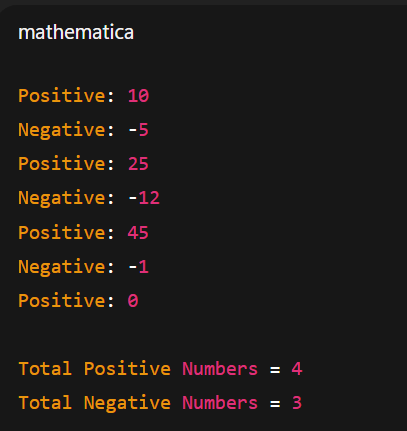 mathematica
Positive: 10
Negative: -5
Positive: 25
Negative: -12
Positive: 45
Negative: -1
Positive: 0
Total Positive Numbers = 4
Total Negative Numbers = 3